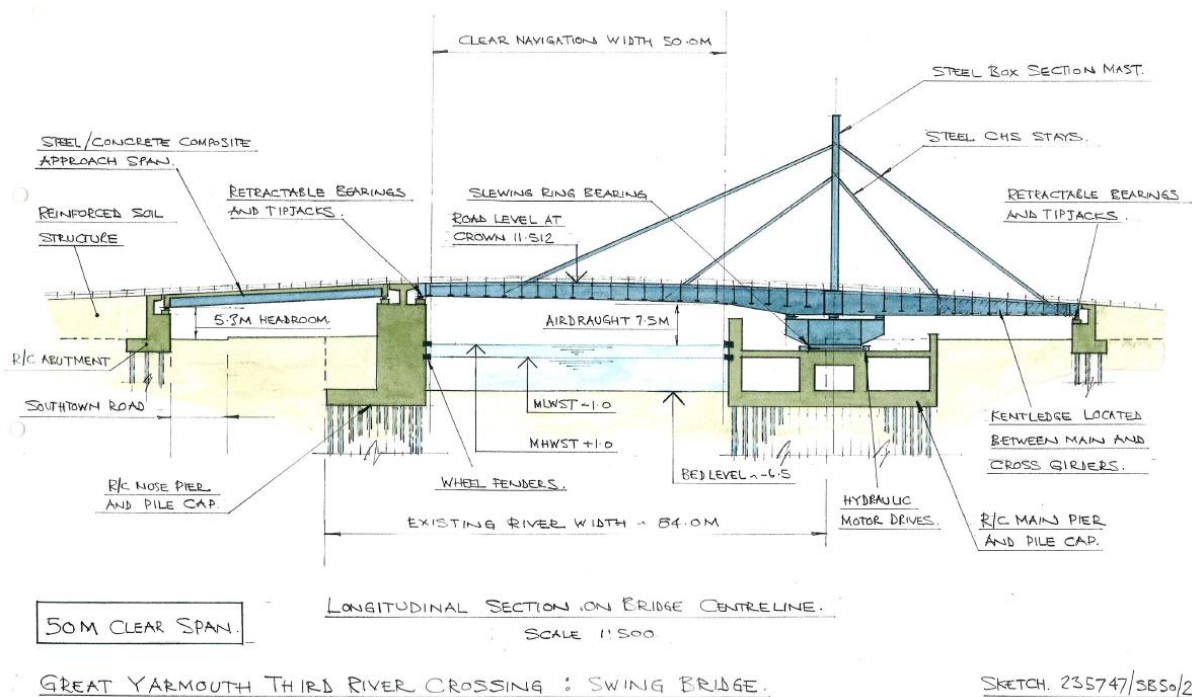 CLEAR NAVIGATION WIDTH 50.0M
STEEL BOX SECTION MAST.
STEEL CHS STAYS.
STEEL/CONCRETE COMPOSITE
APPROACH SPAN.
RETRACTABLE BEARINGS
AND TIPJACKS.
SLEWING RING BEARING
RETRACTABLE BEARINGS
AND TIPJACKS.
REINFORCED SOIL
STRUCTURE
ROAD LEVEL AT
CROWN 11.512
5.3M HEADROOM
AIRDRAUGHT 7.5M
R/C ABUTMENT
SOUTHTOWN ROAD
MLWST -1.0
MHWST +1.0
KENTLEDGE LOCATED
BETWEEN MAIN AND
CROSS GIRDERS.
R/C NOSE PIER
AND PILE CAP.
WHEEL FENDERS.
BED LEVEL ~ -6.5
HYDRAULIC
MOTOR DRIVES.
R/C MAIN PIER
AND PILE CAP.
EXISTING RIVER WIDTH ~ 84.0M
50M CLEAR SPAN.
LONGITUDINAL SECTION ON BRIDGE CENTRELINE.
SCALE 1:500
GREAT YARMOUTH THIRD RIVER CROSSING : SWING BRIDGE.
SKETCH. 235747/SB50/2